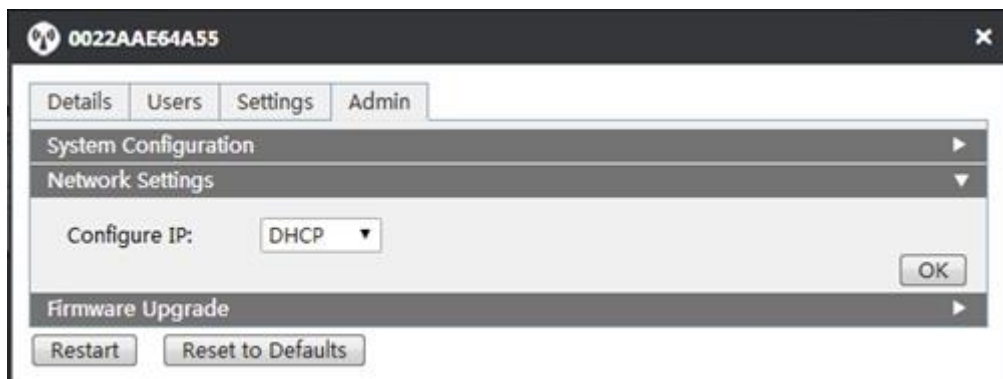 0022AAE64A55
Details Users Settings Admin
System Configuration
Network Settings
Configure IP: DHCP
OK
Firmware Upgrade
Restart Reset to Defaults